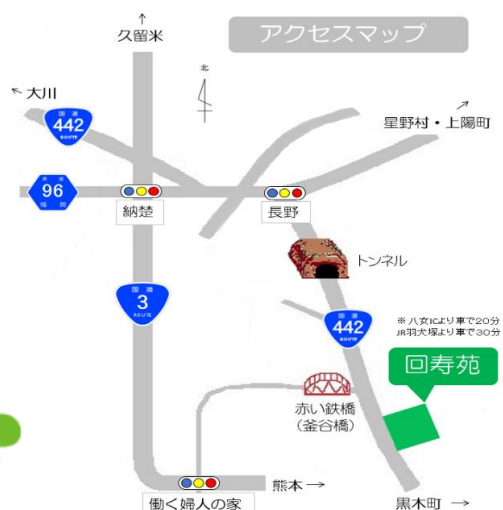 アクセスマップ
↑
久留米
北
← 大川
国道
442
ROUTE
星野村・上陽町
↗
県道
96
福岡
納楚
長野
トンネル
国道
3
ROUTE
国道
442
ROUTE
※ 八女ICより車で20分
JR羽犬塚より車で30分
回寿苑
赤い鉄橋
(釜谷橋)
熊本 →
働く婦人の家
黒木町 →